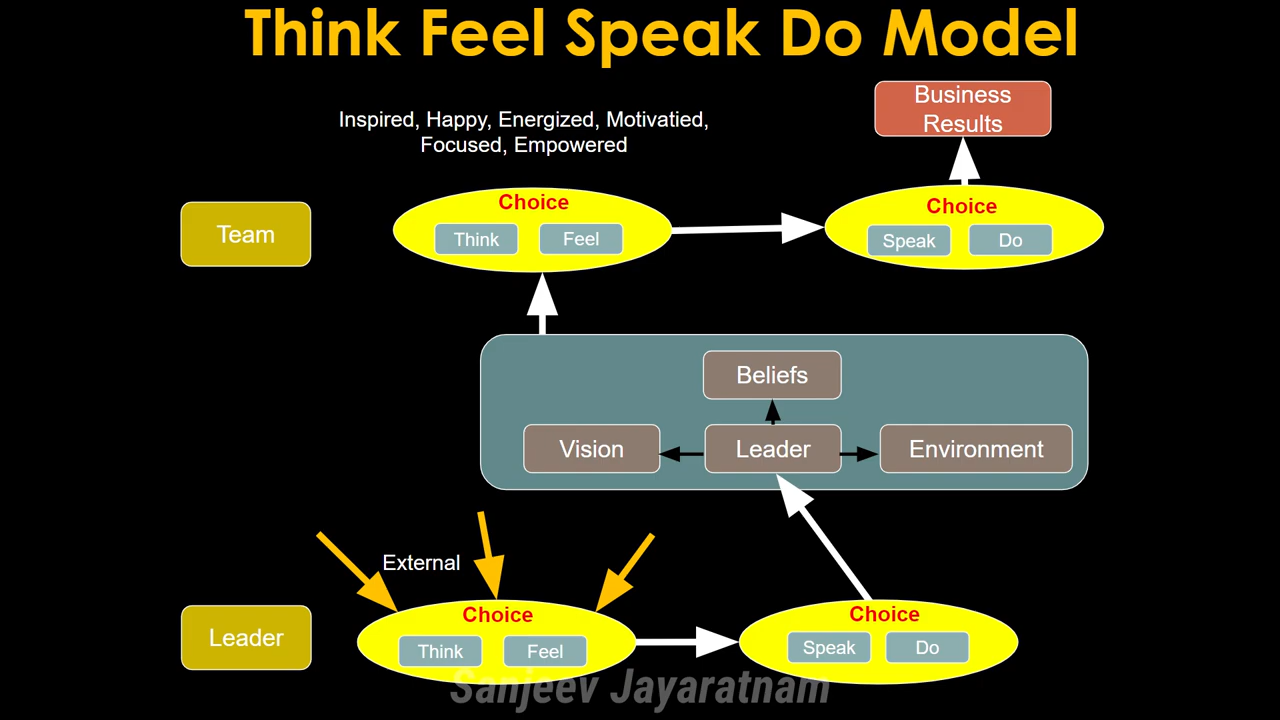 Think Feel Speak Do Model
Business
Results
Inspired, Happy, Energized, Motivatied,
Focused, Empowered
Team
Choice
Think
Feel
Choice
Speak
Do
Beliefs
Vision
Leader
Environment
External
Leader
Choice
Think
Feel
Choice
Speak
Do
Sanjeev Jayaratnam